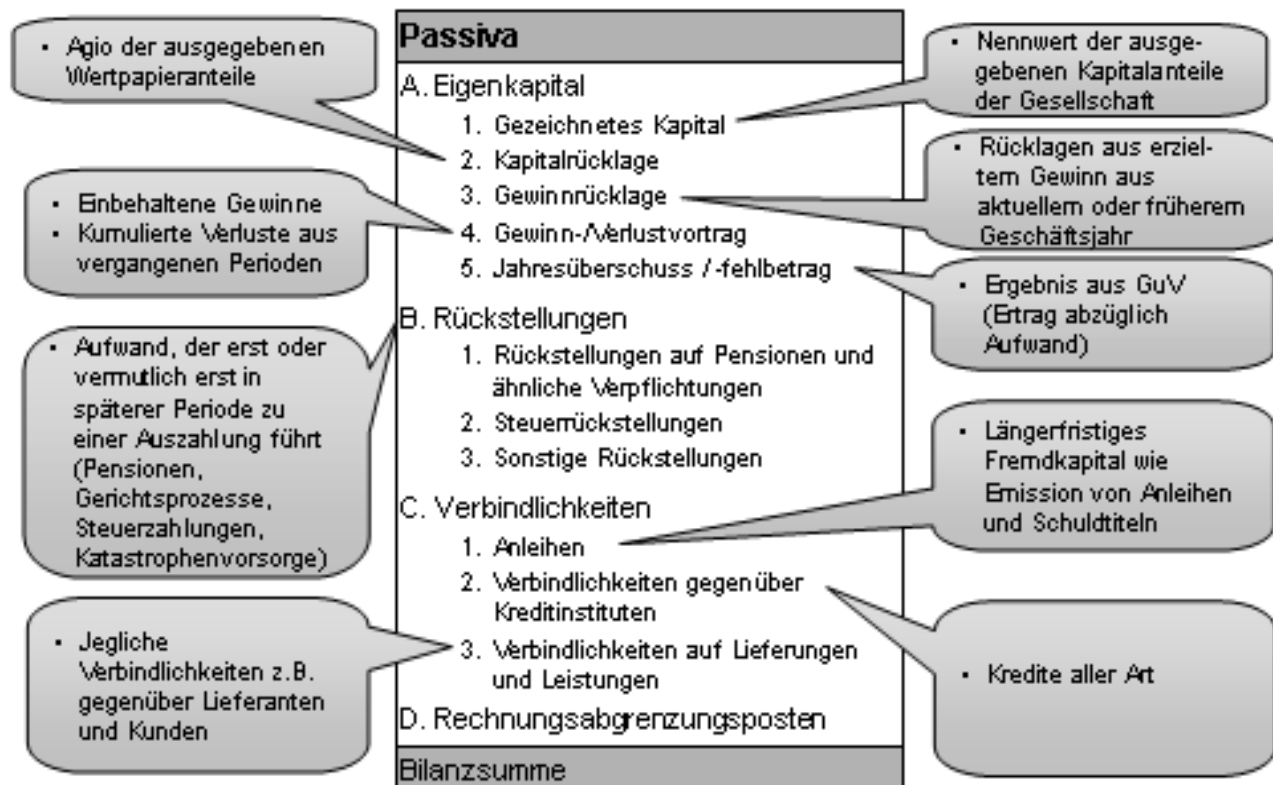 Passiva
A. Eigenkapital
1. Gezeichnetes Kapital
2. Kapitalrücklage
3. Gewinnrücklage
4. Gewinn-/Verlustvortrag
5. Jahresüberschuss /-fehlbetrag
B. Rückstellungen
1. Rückstellungen auf Pensionen und
ähnliche Verpflichtungen
2. Steuerrückstellungen
3. Sonstige Rückstellungen
C. Verbindlichkeiten
1. Anleihen
2. Verbindlichkeiten gegenüber
Kreditinstituten
3. Verbindlichkeiten auf Lieferungen
und Leistungen
D. Rechnungsabgrenzungsposten
Bilanzsumme
• Agio der ausgegebenen
Wertpapieranteile
• Einbehaltene Gewinne
• Kumulierte Verluste aus
vergangenen Perioden
• Aufwand, der erst oder
vermutlich erst in
späterer Periode zu
einer Auszahlung führt
(Pensionen,
Gerichtsprozesse,
Steuerzahlungen,
Katastrophenvorsorge)
• Jegliche
Verbindlichkeiten z.B.
gegenüber Lieferanten
und Kunden
• Nennwert der ausge-
gebenen Kapitalanteile
der Gesellschaft
• Rücklagen aus erziel-
tem Gewinn aus
aktuellem oder früherem
Geschäftsjahr
• Ergebnis aus GuV
(Ertrag abzüglich
Aufwand)
• Längerfristiges
Fremdkapital wie
Emission von Anleihen
und Schuldtiteln
• Kredite aller Art